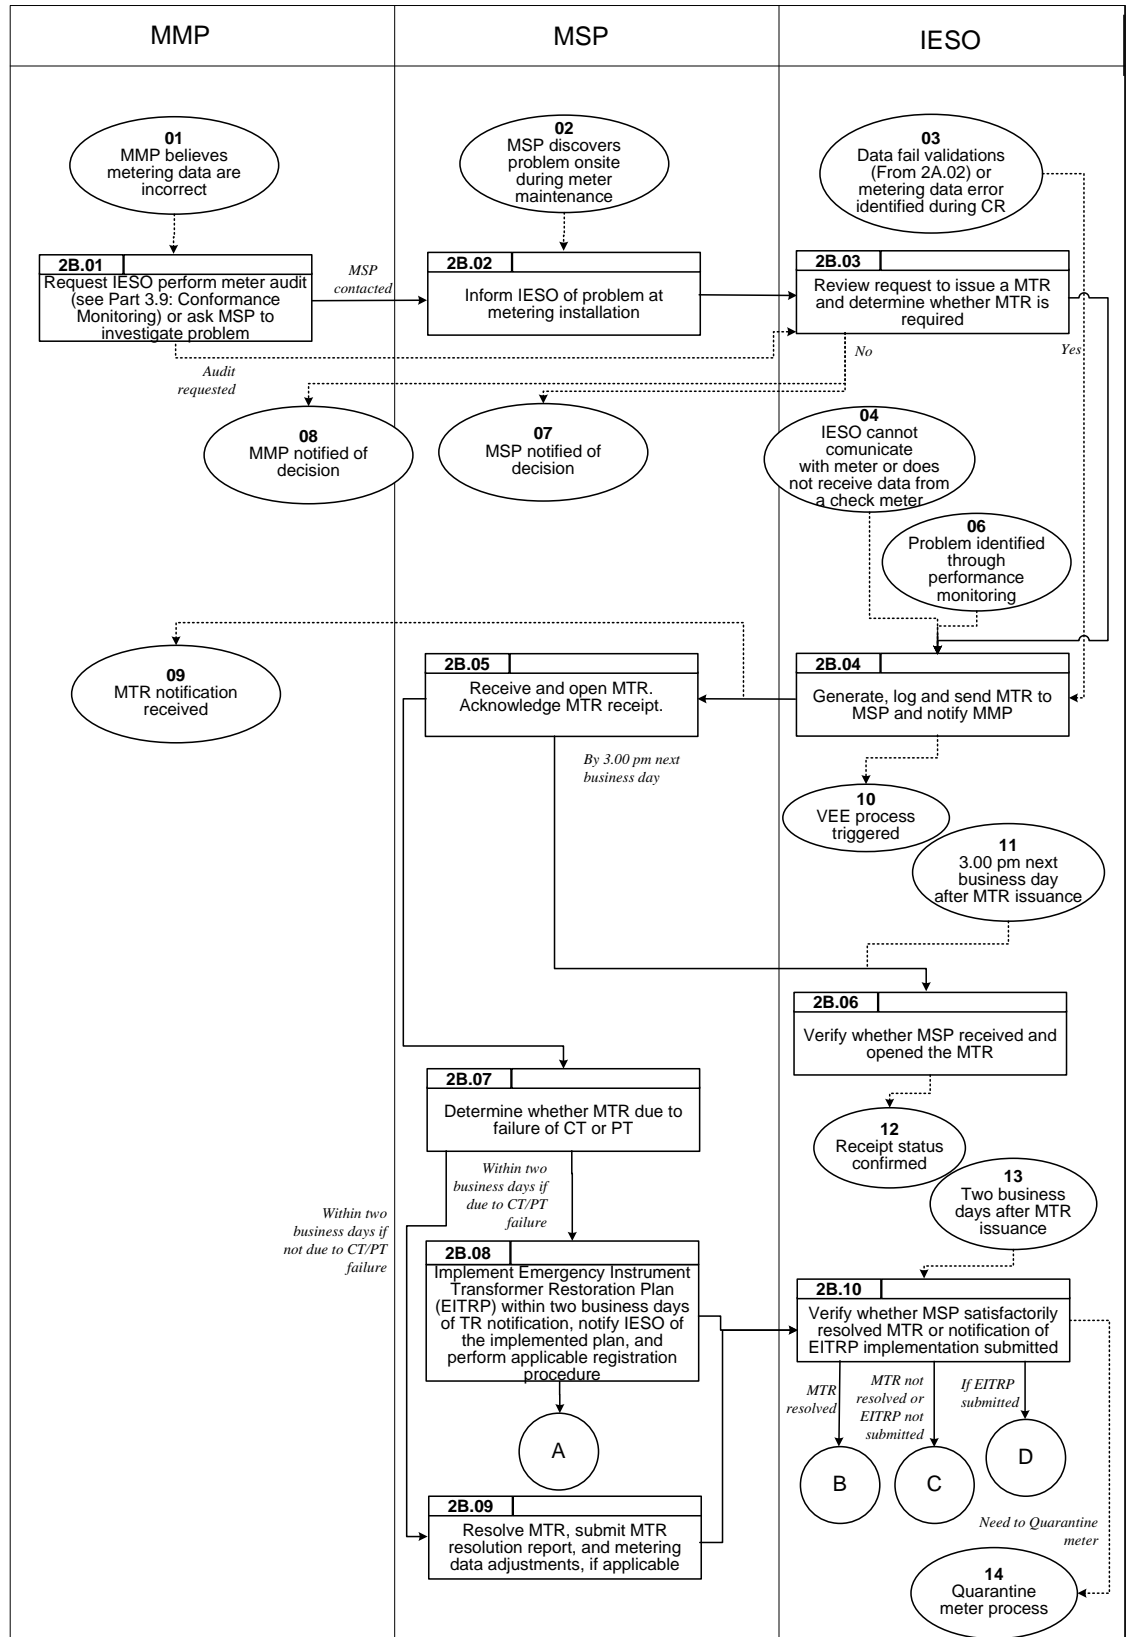 MMP
MSP
IESO
01
MMP believes
metering data are
incorrect
02
MSP discovers
problem onsite
during meter
maintenance
03
Data fail validations
(From 2A.02) or
metering data error
identified during CR
2B.01
Request IESO perform meter audit
(see Part 3.9: Conformance
Monitoring) or ask MSP to
investigate problem
MSP
contacted
2B.02
Inform IESO of problem at
metering installation
2B.03
Review request to issue a MTR
and determine whether MTR is
required
Audit
requested
No
Yes
08
MMP notified of
decision
07
MSP notified of
decision
04
IESO cannot
comunicate
with meter or does
not receive data from
a check meter
06
Problem identified
through
performance
monitoring
09
MTR notification
received
2B.05
Receive and open MTR.
Acknowledge MTR receipt.
2B.04
Generate, log and send MTR to
MSP and notify MMP
By 3.00 pm next
business day
10
VEE process
triggered
11
3.00 pm next
business day
after MTR issuance
2B.06
Verify whether MSP received and
opened the MTR
2B.07
Determine whether MTR due to
failure of CT or PT
12
Receipt status
confirmed
13
Two business
days after MTR
issuance
Within two
business days if
not due to CT/PT
failure
Within two
business days if
due to CT/PT
failure
2B.08
Implement Emergency Instrument
Transformer Restoration Plan
(EITRP) within two business days
of TR notification, notify IESO of
the implemented plan, and
perform applicable registration
procedure
2B.10
Verify whether MSP satisfactorily
resolved MTR or notification of
EITRP implementation submitted
MTR
resolved
MTR not
resolved or
EITRP not
submitted
If EITRP
submitted
A
B
C
D
2B.09
Resolve MTR, submit MTR
resolution report, and metering
data adjustments, if applicable
Need to Quarantine
meter
14
Quarantine
meter process